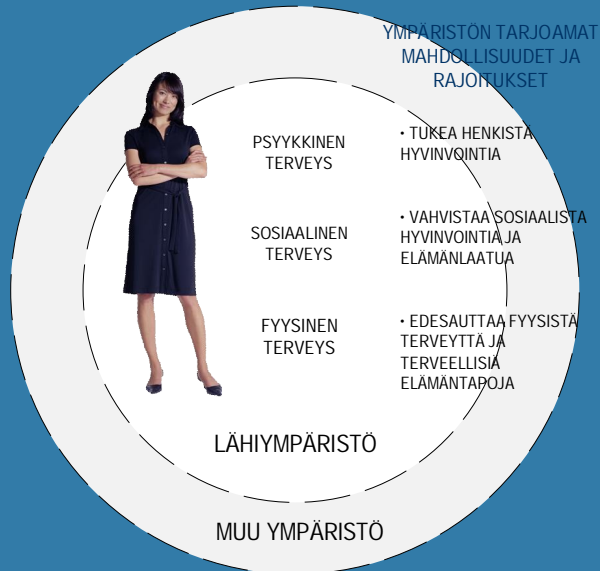 YMPÄRISTÖN TARJOAMAT
MAHDOLLISUUDET JA
RAJOITUKSET
PSYYKKINEN
TERVEYS
• TUKEA HENKISTÄ
HYVINVOINTIA
SOSIAALINEN
TERVEYS
• VAHVISTAA SOSIAALISTA
HYVINVOINTIA JA
ELÄMÄNLAATUA
FYYSINEN
TERVEYS
• EDESAUTTAA FYYSISTÄ
TERVEYTTÄ JA
TERVEELLISIÄ
ELÄMÄNTAPOJA
LÄHIYMPÄRISTÖ
MUU YMPÄRISTÖ